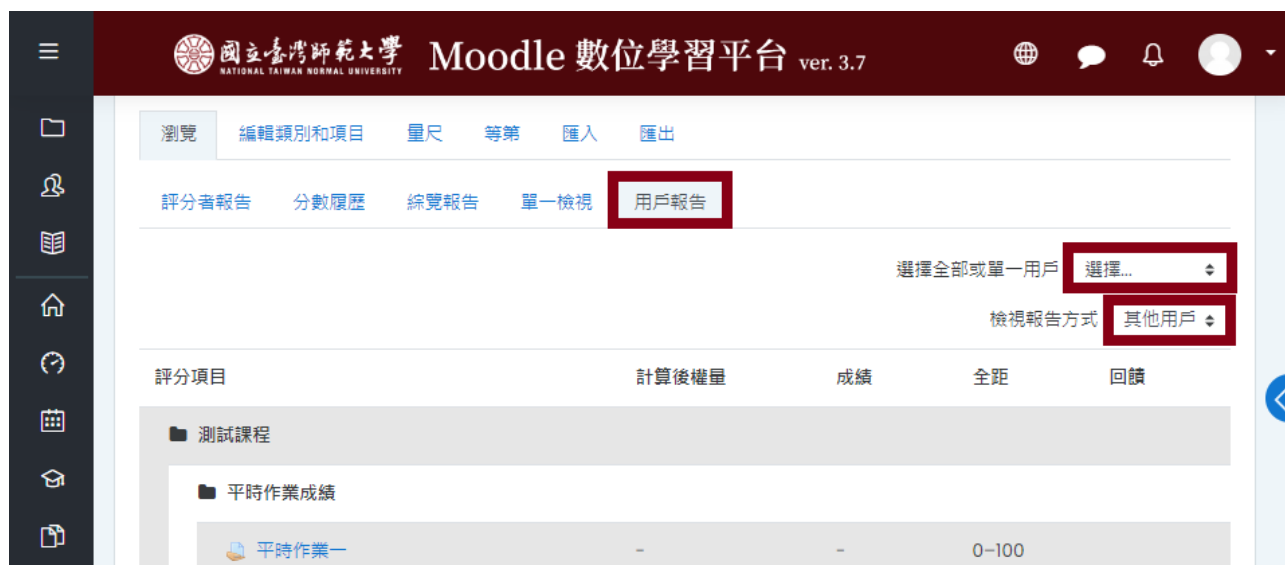 國立臺灣師範大學 Moodle 數位學習平台 ver. 3.7
NATIONAL TAIWAN NORMAL UNIVERSITY
瀏覽 編輯類別和項目 量尺 等第 匯入 匯出
評分者報告 分數履歷 綜覽報告 單一檢視 用戶報告
選擇全部或單一用戶 選擇...
檢視報告方式 其他用戶
評分項目 計算後權量 成績 全距 回饋
測試課程
平時作業成績
平時作業一 - - 0-100